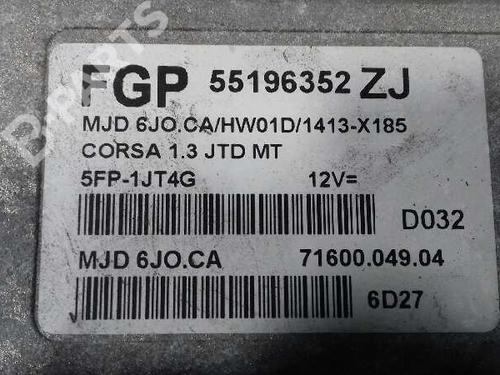 FGP 55196352 ZJ
MJD 6JO.CA/HW01D/1413-X185
CORSA 1.3 JTD MT
5FP-1JT4G 12V=
D032
MJD 6JO.CA 71600.049.04
6D27
B-PARTS